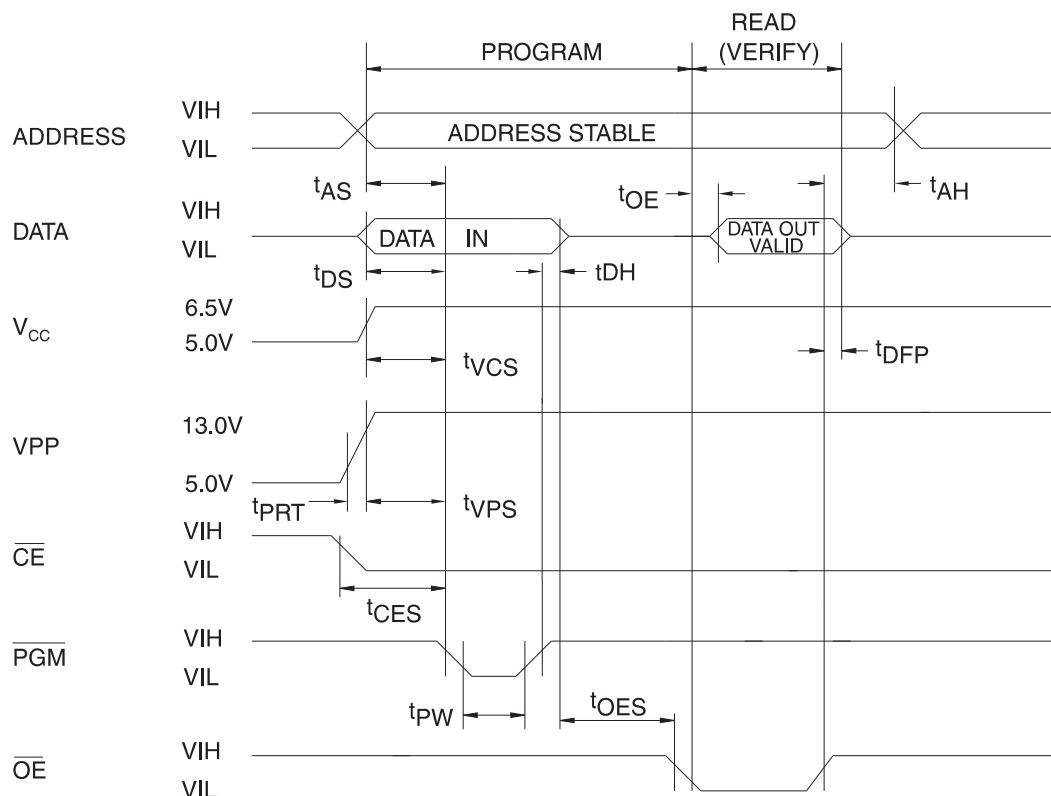 READ
PROGRAM (VERIFY)
VIH
ADDRESS ADDRESS STABLE
VIL
tAS tOE tAH
VIH
DATA DATA IN DATA OUT VALID
VIL
tDS tDH
6.5V
VCC
5.0V
tVCS tDFP
13.0V
VPP
5.0V
tPRT tVPS
VIH
CE
VIL
tCES
VIH
PGM
VIL
tPW tOES
VIH
OE
VIL